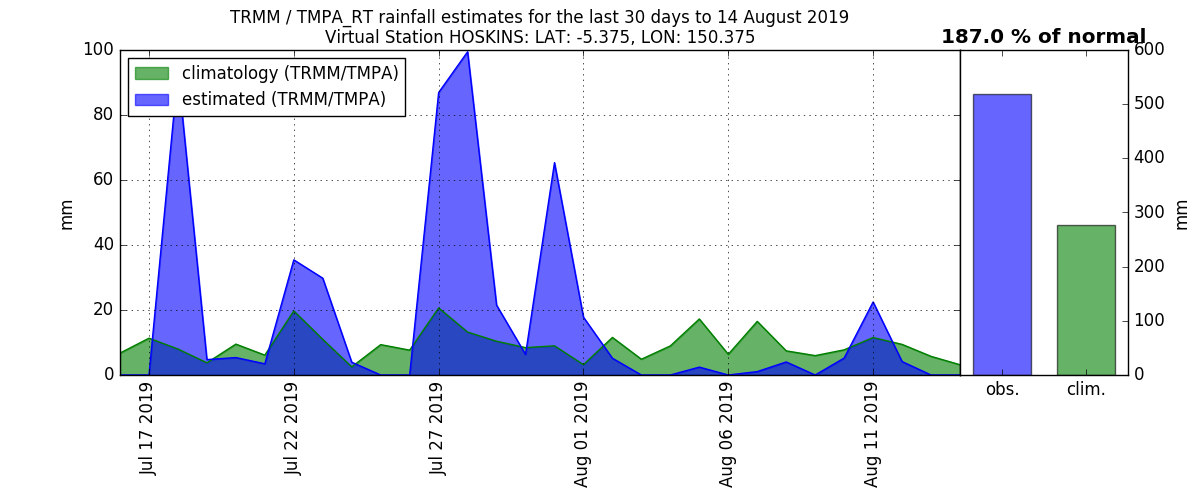 TRMM / TMPA_RT rainfall estimates for the last 30 days to 14 August 2019
Virtual Station HOSKINS: LAT: -5.375, LON: 150.375
187.0 % of normal
climatology (TRMM/TMPA)
estimated (TRMM/TMPA)
100
80
60
40
20
0
mm
Jul 17 2019
Jul 22 2019
Jul 27 2019
Aug 01 2019
Aug 06 2019
Aug 11 2019
600
500
400
300
200
100
0
mm
obs.
clim.